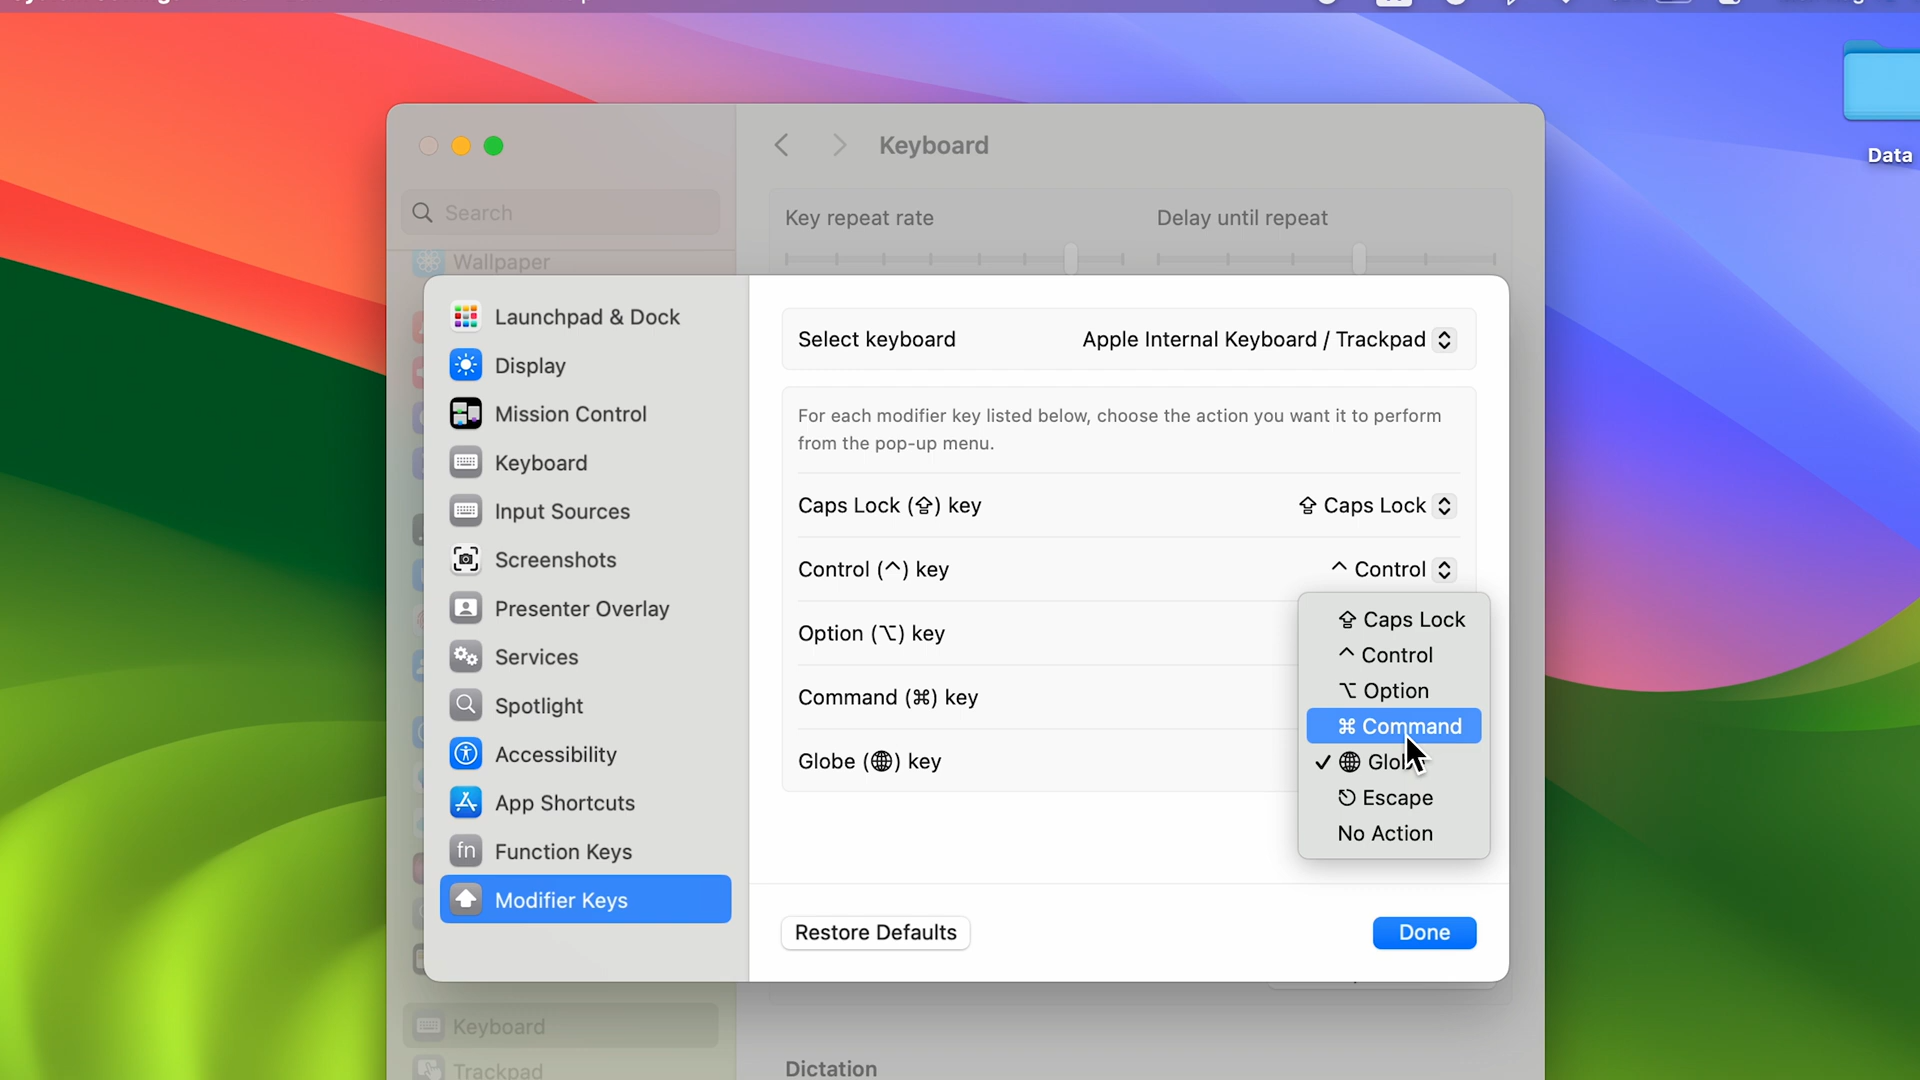 Data
Keyboard
Search
Key repeat rate
Delay until repeat
Wallpaper
Launchpad & Dock
Display
Mission Control
Keyboard
Input Sources
Screenshots
Presenter Overlay
Services
Spotlight
Accessibility
App Shortcuts
fn Function Keys
Modifier Keys
Select keyboard
Apple Internal Keyboard / Trackpad
For each modifier key listed below, choose the action you want it to perform
from the pop-up menu.
Caps Lock (⇪) key
⇪ Caps Lock
Control (^) key
^ Control
Option (⌥) key
Command (⌘) key
Globe (🌐) key
⇪ Caps Lock
^ Control
⌥ Option
⌘ Command
✓ 🌐 Globe
⎋ Escape
No Action
Restore Defaults
Done
Keyboard
Trackpad
Dictation